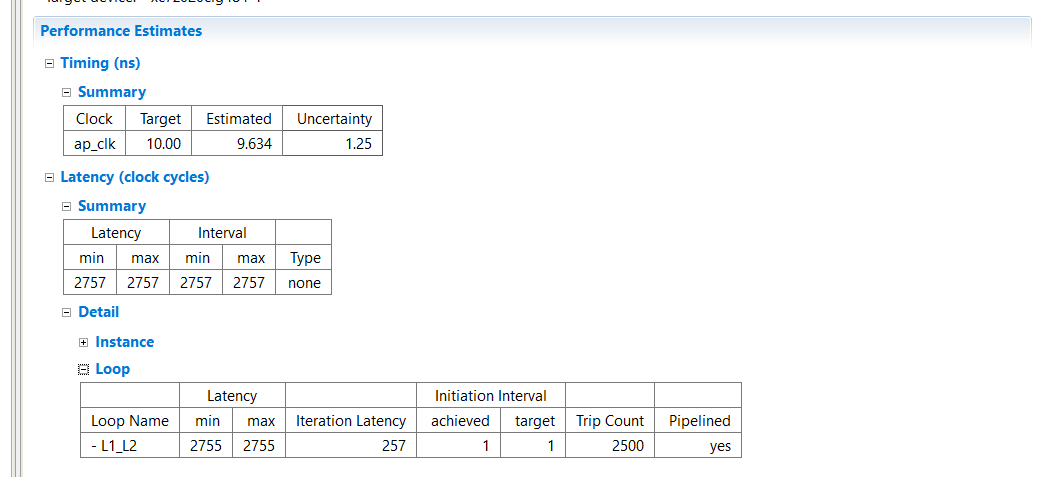 Performance Estimates
Timing (ns)
Summary
Clock Target Estimated Uncertainty
ap_clk 10.00 9.634 1.25
Latency (clock cycles)
Summary
Latency Interval
min max min max Type
2757 2757 2757 2757 none
Detail
Instance
Loop
Latency Initiation Interval
Loop Name min max Iteration Latency achieved target Trip Count Pipelined
- L1_L2 2755 2755 257 1 1 2500 yes